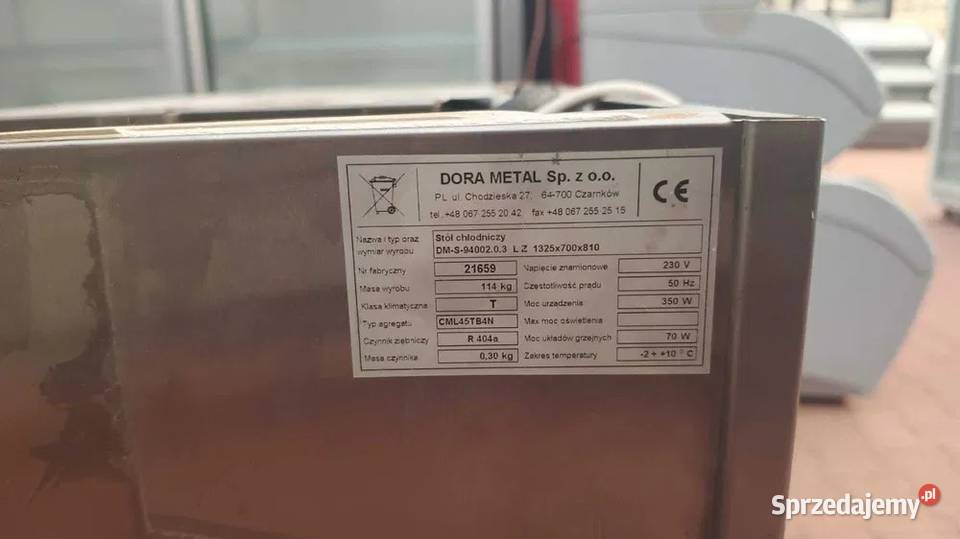 DORA METAL Sp. z o.o.
PL ul. Chodzieska 27, 64-700 Czarnków
tel. +48 067 255 20 42 fax +48 067 255 25 15
CE
Nazwa i typ oraz wymiar wyrobu
Stół chłodniczy
DM-S-94002.0.3 L Z 1325x700x810
Nr fabryczny 21659 Napięcie znamionowe 230 V
Masa wyrobu 114 kg Częstotliwość prądu 50 Hz
Klasa klimatyczna T Moc urządzenia 350 W
Typ agregatu CML45TB4N Max moc oświetlenia
Czynnik ziębniczy R 404a Moc układów grzejnych 70 W
Masa czynnika 0,30 kg Zakres temperatury -2 ÷ +10 °C
Sprzedajemy.pl